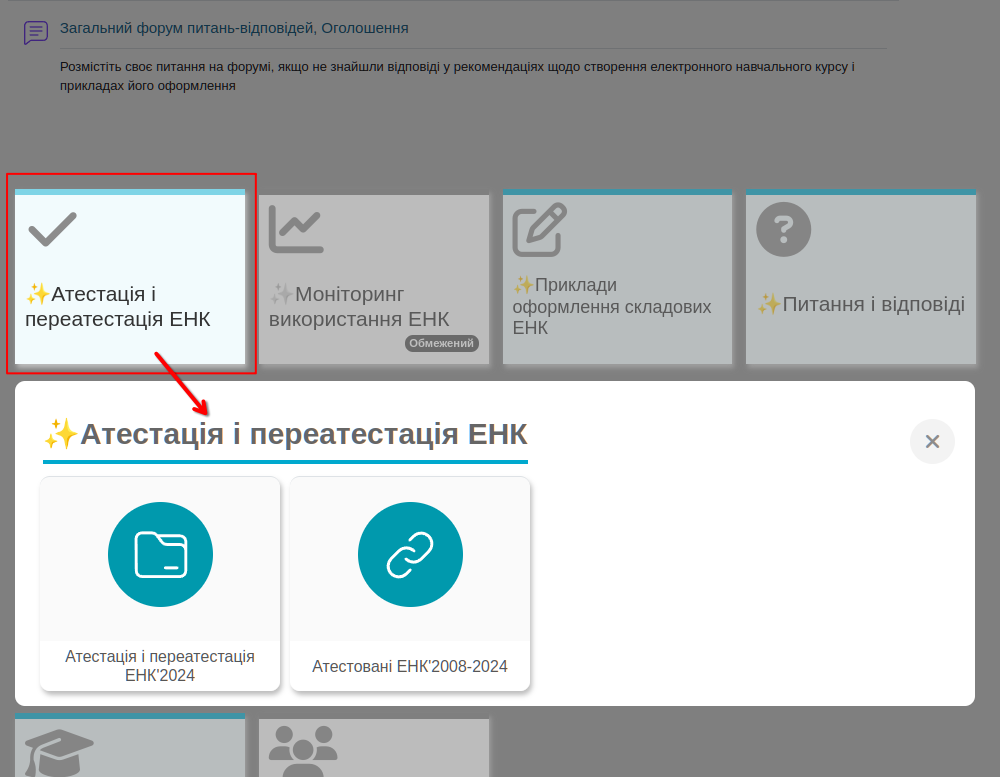 Загальний форум питань-відповідей, Оголошення
Розмістіть своє питання на форумі, якщо не знайшли відповіді у рекомендаціях щодо створення електронного навчального курсу і
прикладах його оформлення
✨Атестація і
переатестація ЕНК
✨Моніторинг
використання ЕНК
Обмежений
✨Приклади
оформлення складових
ЕНК
✨Питання і відповіді
✨Атестація і переатестація ЕНК
Атестація і переатестація
ЕНК'2024
Атестовані ЕНК'2008-2024